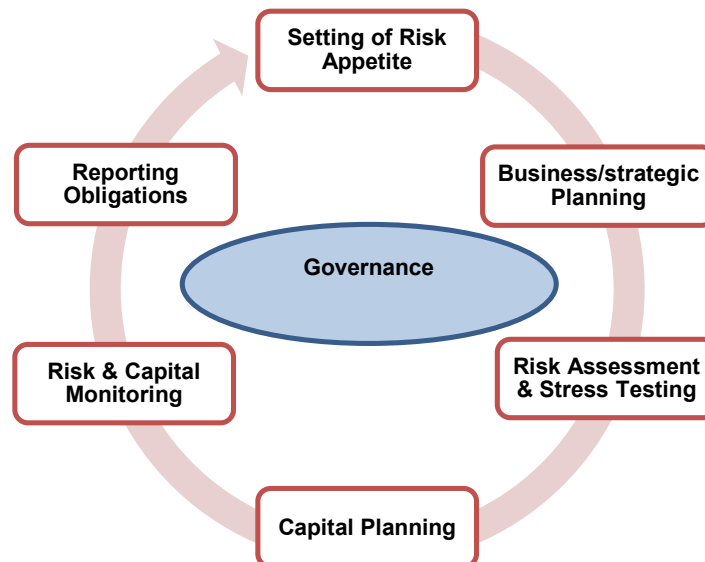 Setting of Risk
Appetite
Business/strategic
Planning
Risk Assessment
& Stress Testing
Capital Planning
Risk & Capital
Monitoring
Reporting
Obligations
Governance